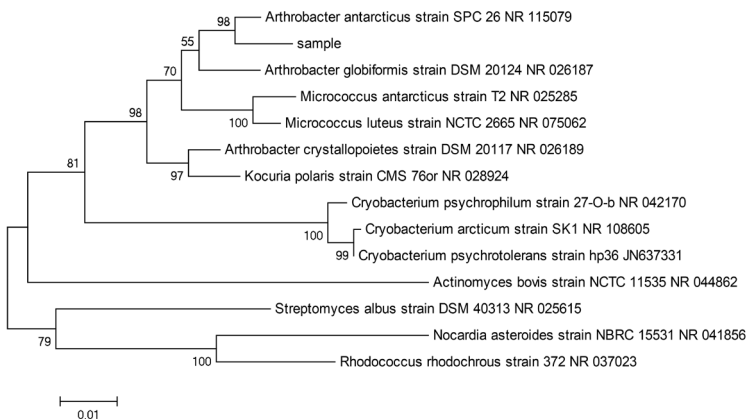 Arthrobacter antarcticus strain SPC 26 NR 115079
98
sample
55
Arthrobacter globiformis strain DSM 20124 NR 026187
70
Micrococcus antarcticus strain T2 NR 025285
98
100
Micrococcus luteus strain NCTC 2665 NR 075062
Arthrobacter crystallopoietes strain DSM 20117 NR 026189
81
97
Kocuria polaris strain CMS 76or NR 028924
Cryobacterium psychrophilum strain 27-O-b NR 042170
100
Cryobacterium arcticum strain SK1 NR 108605
99
Cryobacterium psychrotolerans strain hp36 JN637331
Actinomyces bovis strain NCTC 11535 NR 044862
Streptomyces albus strain DSM 40313 NR 025615
79
Nocardia asteroides strain NBRC 15531 NR 041856
100
Rhodococcus rhodochrous strain 372 NR 037023
0.01